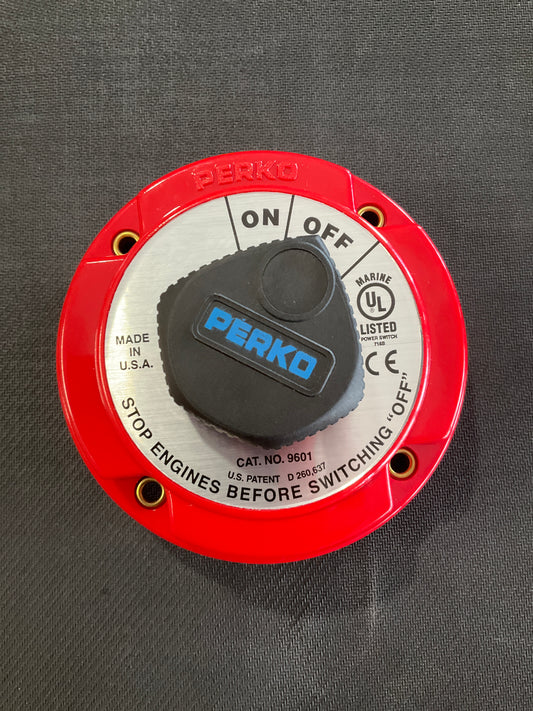 PERKO
ON OFF
MARINE
UL
LISTED
POWER SWITCH
71SD
CE
MADE
IN
U.S.A.
PERKO
CAT. NO. 9601
U.S. PATENT D 260,637
STOP ENGINES BEFORE SWITCHING "OFF"